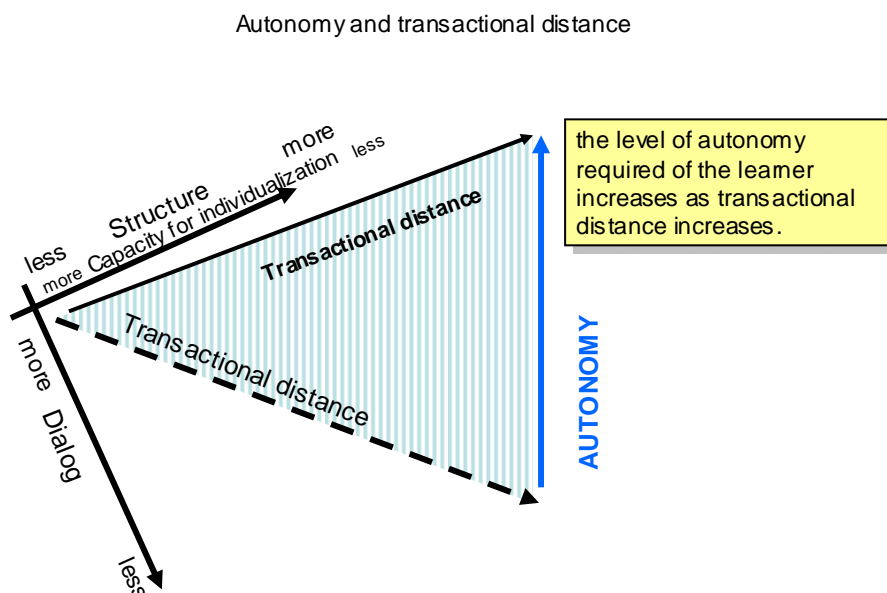 Autonomy and transactional distance
less Structure more
more Capacity for individualization less
Transactional distance
Transactional distance
more Dialog less
AUTONOMY
the level of autonomy
required of the learner
increases as transactional
distance increases.